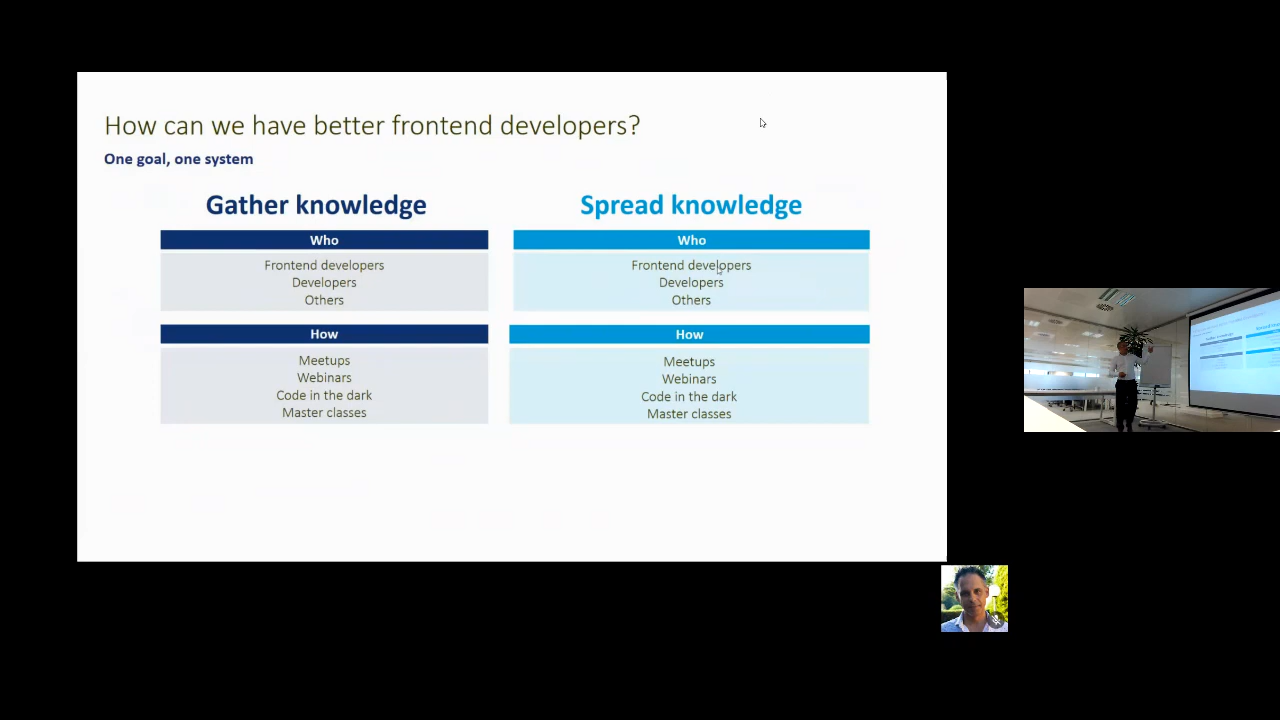 How can we have better frontend developers?
One goal, one system
Gather knowledge
Who
Frontend developers
Developers
Others
How
Meetups
Webinars
Code in the dark
Master classes
Spread knowledge
Who
Frontend developers
Developers
Others
How
Meetups
Webinars
Code in the dark
Master classes